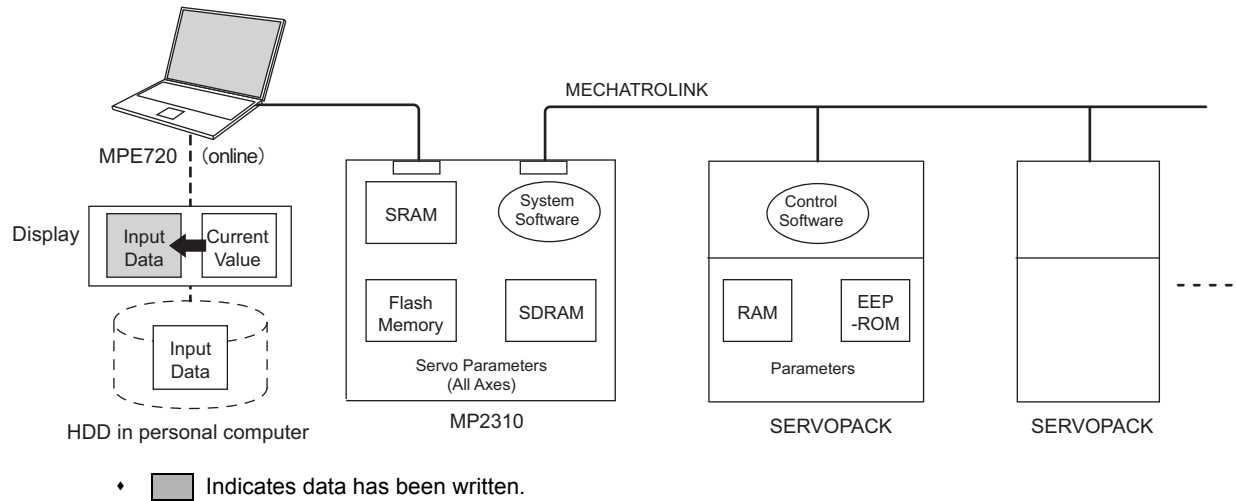 MECHATROLINK
MPE720 (online)
SRAM
System
Software
Control
Software
Display
Input
Data
Current
Value
Flash
Memory
SDRAM
RAM
EEP
-ROM
Input
Data
Servo Parameters
(All Axes)
Parameters
HDD in personal computer
MP2310
SERVOPACK
SERVOPACK
Indicates data has been written.